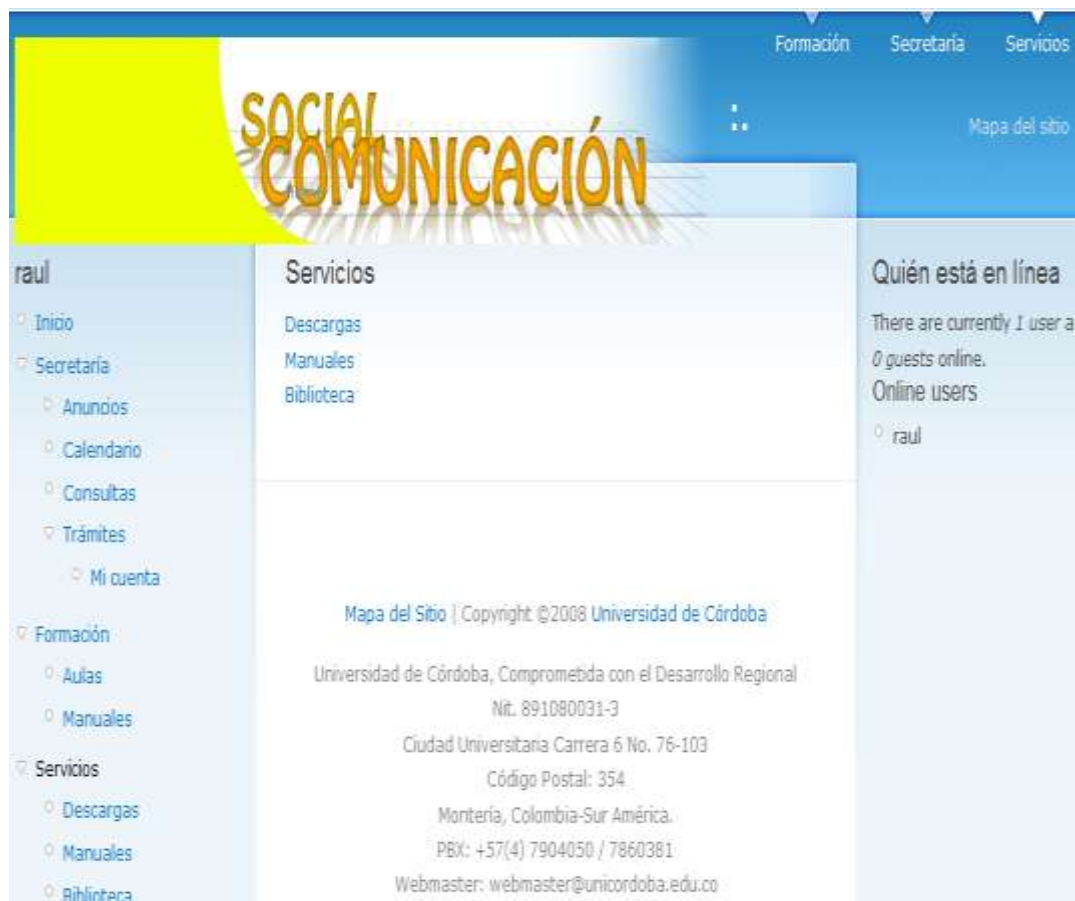 Formación Secretaría Servicios
Mapa del sitio
SOCIAL
COMUNICACIÓN
raul
Inicio
Secretaría
Anuncios
Calendario
Consultas
Trámites
Mi cuenta
Formación
Aulas
Manuales
Servicios
Descargas
Manuales
Biblioteca
Servicios
Descargas
Manuales
Biblioteca
Mapa del Sitio | Copyright ©2008 Universidad de Córdoba
Universidad de Córdoba, Comprometida con el Desarrollo Regional
Nit. 891080031-3
Ciudad Universitaria Carrera 6 No. 76-103
Código Postal: 354
Montería, Colombia-Sur América.
PBX: +57(4) 7904050 / 7860381
Webmaster: webmaster@unicordoba.edu.co
Quién está en línea
There are currently 1 user a
0 guests online.
Online users
raul